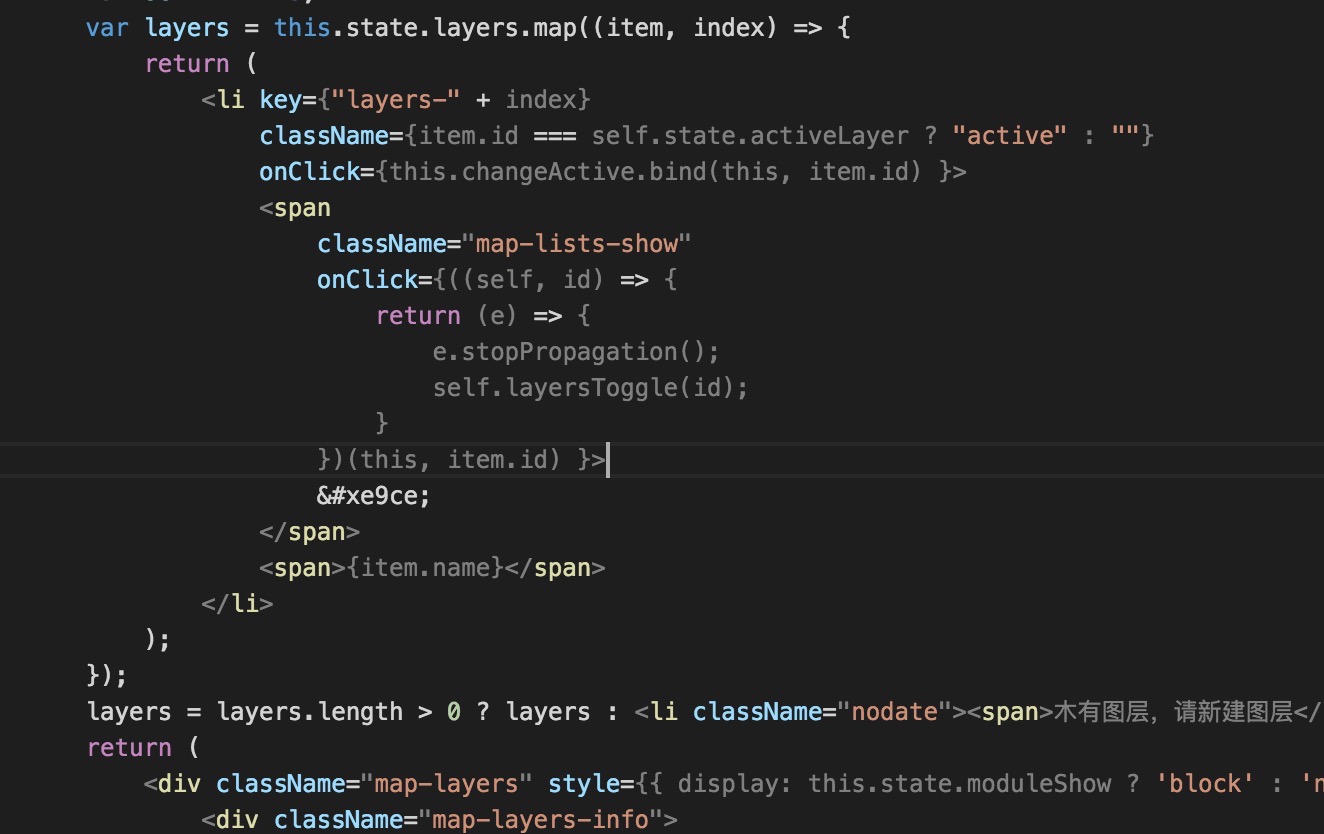 var layers = this.state.layers.map((item, index) => {
return (
<li key={"layers-" + index}
className={item.id === self.state.activeLayer ? "active" : ""}
onClick={this.changeActive.bind(this, item.id) }>
<span
className="map-lists-show"
onClick={((self, id) => {
return (e) => {
e.stopPropagation();
self.layersToggle(id);
}
})(this, item.id) }>
&#xe9ce;
</span>
<span>{item.name}</span>
</li>
);
});
layers = layers.length > 0 ? layers : <li className="nodate"><span>木有图层，请新建图层</
return (
<div className="map-layers" style={{ display: this.state.moduleShow ? 'block' : 'n
<div className="map-layers-info">